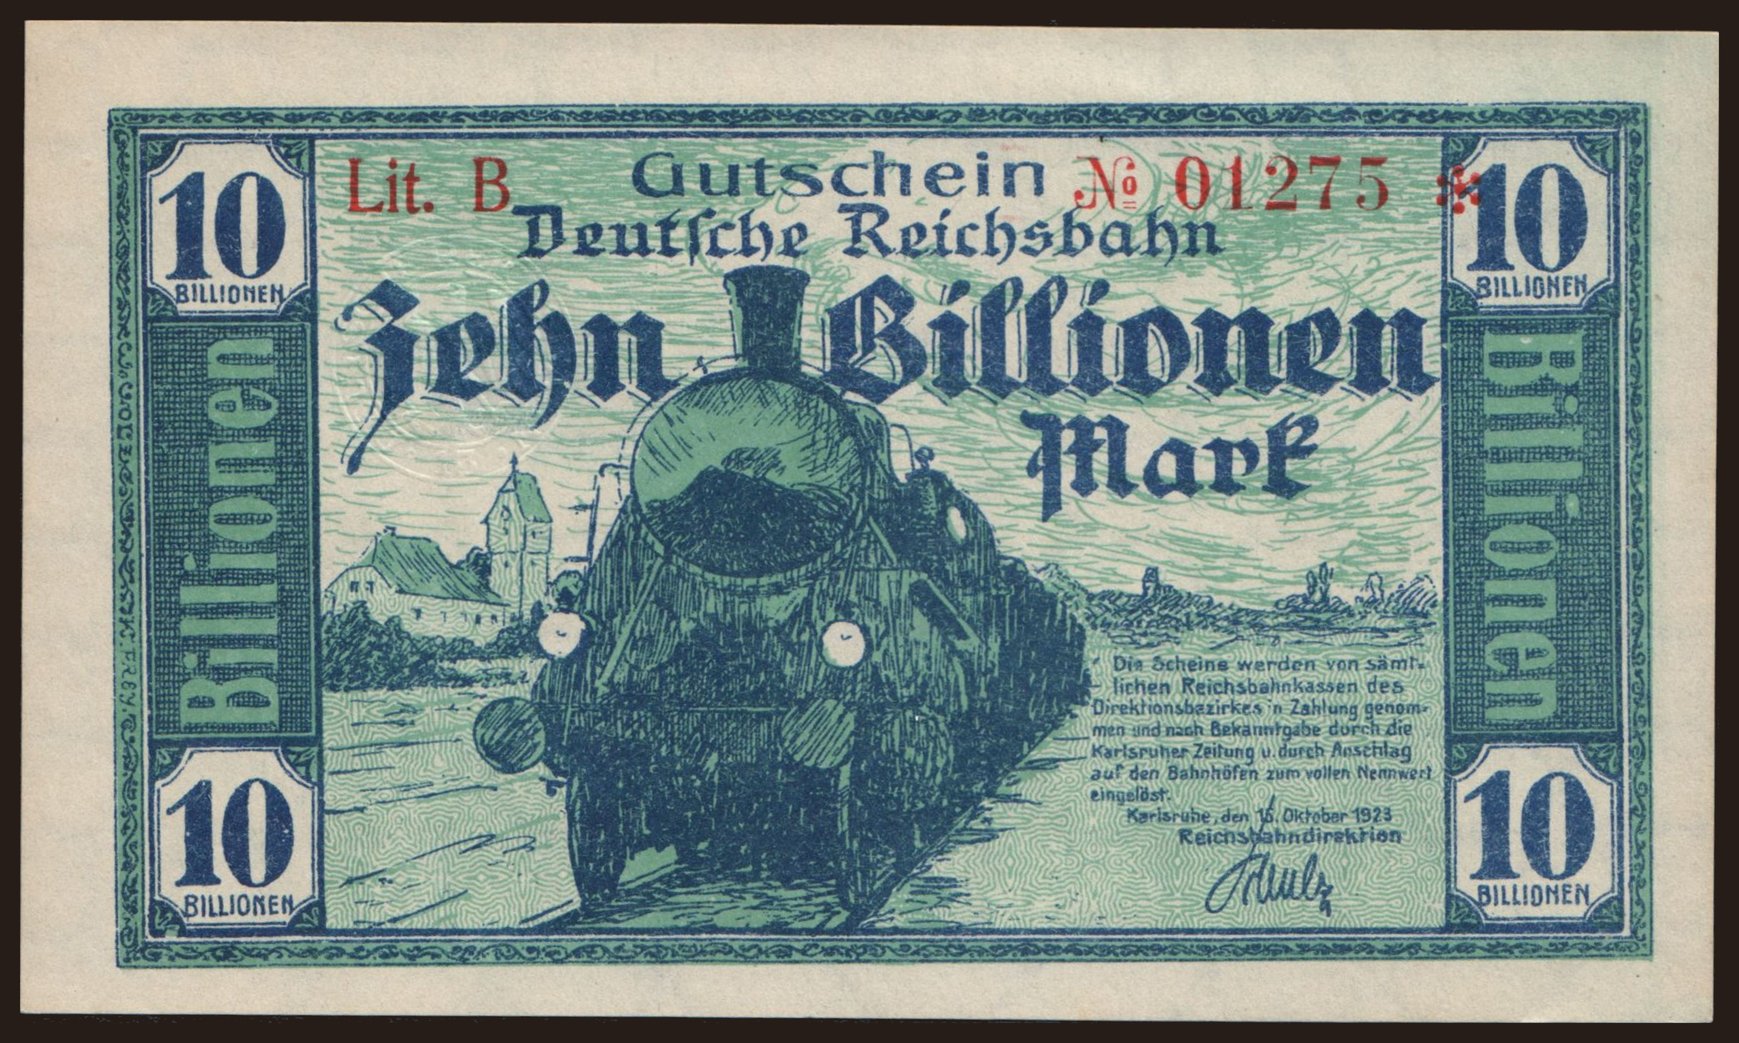 Lit. B
Gutschein
№ 01275 *
Deutsche Reichsbahn
Zehn Billionen
Mark
10
BILLIONEN
10
BILLIONEN
Billionen
Billionen
Die Scheine werden von sämt-
lichen Reichsbahnkassen des
Direktionsbezirkes in Zahlung genom-
men und nach Bekanntgabe durch die
Karlsruher Zeitung u. durch Anschlag
auf den Bahnhöfen zum vollen Nennwert
eingelöst.
Karlsruhe, den 15. Oktober 1923
Reichsbahndirektion
10
BILLIONEN
10
BILLIONEN